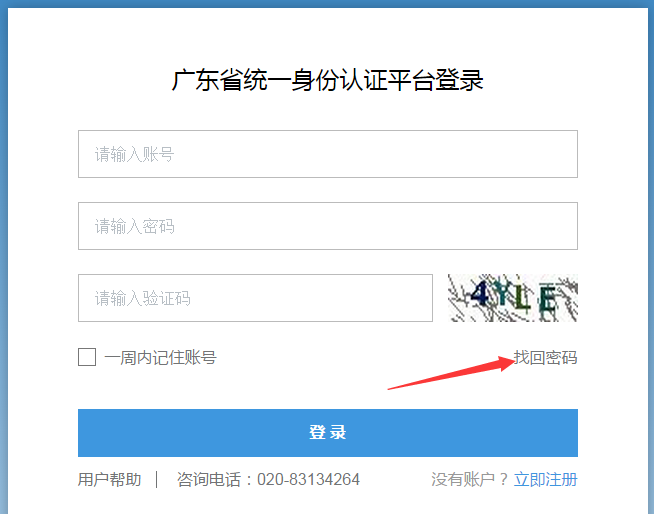 广东省统一身份认证平台登录
请输入账号
请输入密码
请输入验证码 4YLE
一周内记住账号 找回密码
登 录
用户帮助 | 咨询电话：020-83134264 没有账户？立即注册